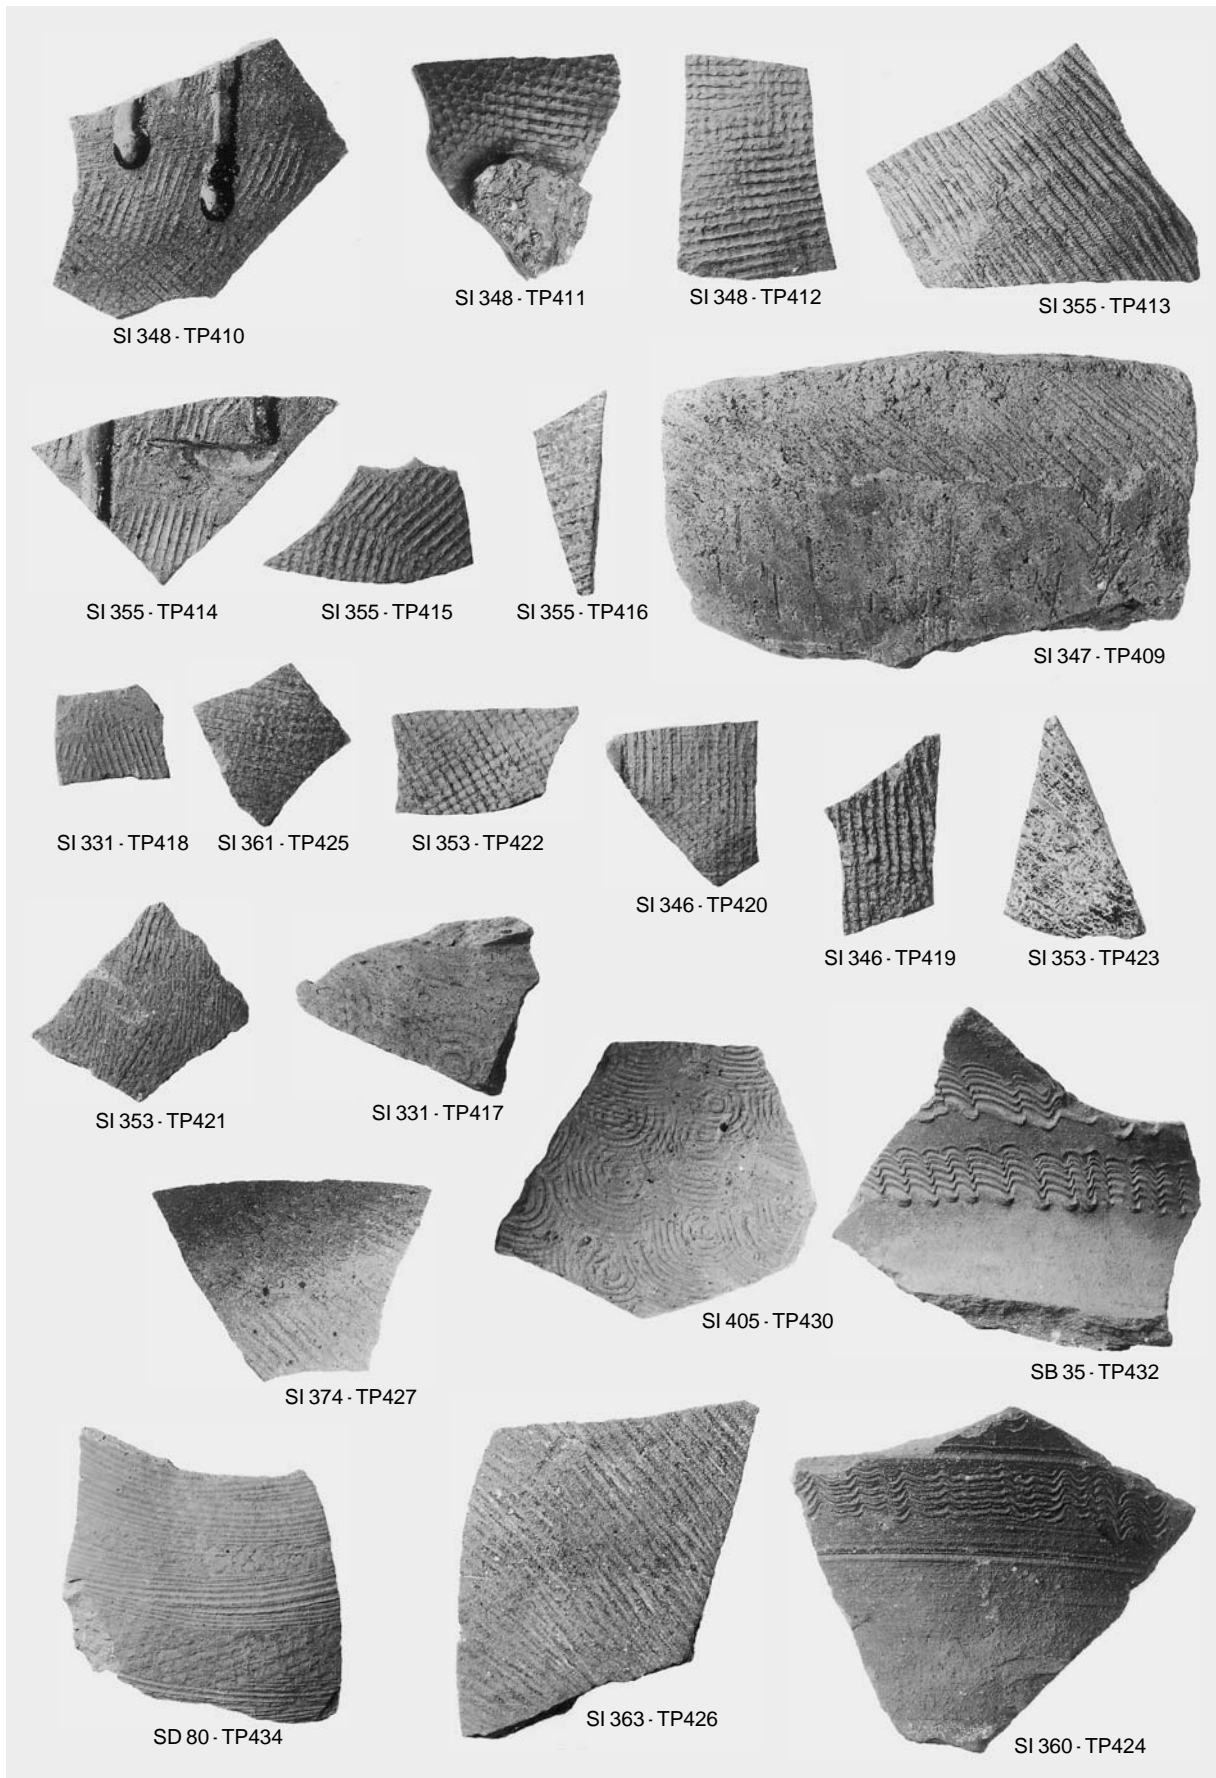 SI 348 · TP410
SI 348 · TP411
SI 348 · TP412
SI 355 · TP413
SI 355 · TP414
SI 355 · TP415
SI 355 · TP416
SI 347 · TP409
SI 331 · TP418
SI 361 · TP425
SI 353 · TP422
SI 346 · TP420
SI 346 · TP419
SI 353 · TP423
SI 353 · TP421
SI 331 · TP417
SI 405 · TP430
SB 35 · TP432
SI 374 · TP427
SD 80 · TP434
SI 363 · TP426
SI 360 · TP424